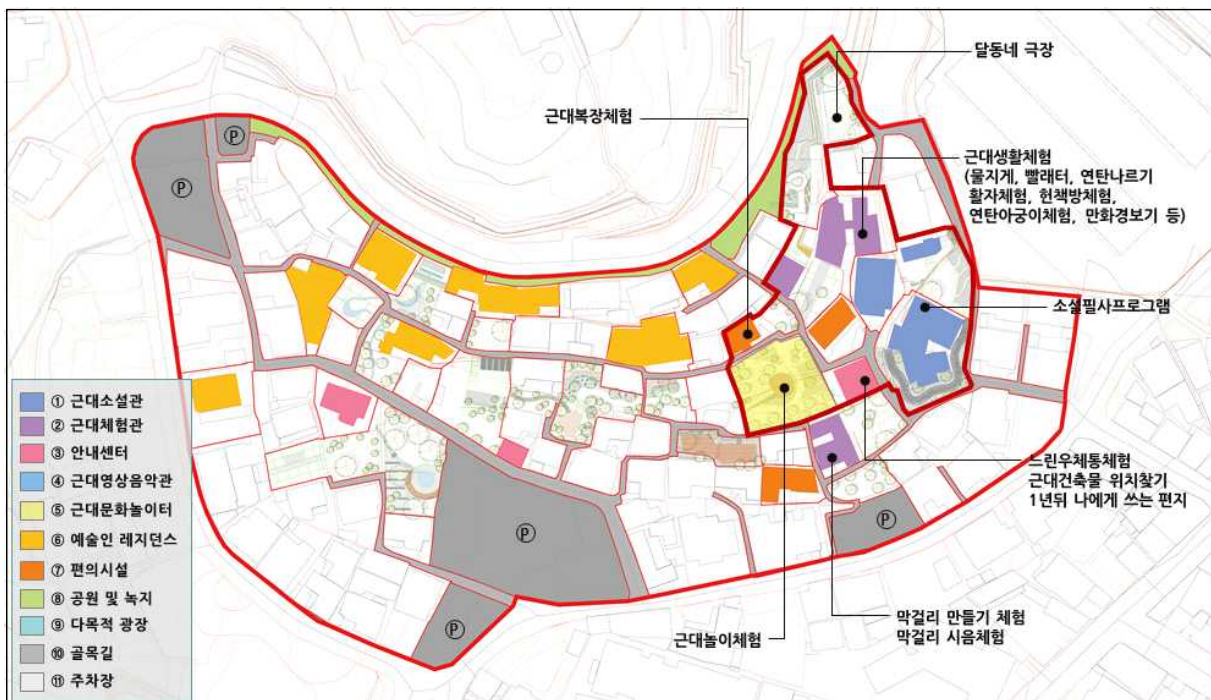 달동네 극장
근대복장체험
근대생활체험
(물지게, 빨래터, 연탄나르기
활자체험, 헌책방체험,
연탄아궁이체험, 만화경보기 등)
소설필사프로그램
Ⓟ
Ⓟ
Ⓟ
Ⓟ
Ⓟ
① 근대소설관
② 근대체험관
③ 안내센터
④ 근대영상음악관
⑤ 근대문화놀이터
⑥ 예술인 레지던스
⑦ 편의시설
⑧ 공원 및 녹지
⑨ 다목적 광장
⑩ 골목길
⑪ 주차장
느린우체통체험
근대건축물 위치찾기
1년뒤 나에게 쓰는 편지
근대놀이체험
막걸리 만들기 체험
막걸리 시음체험